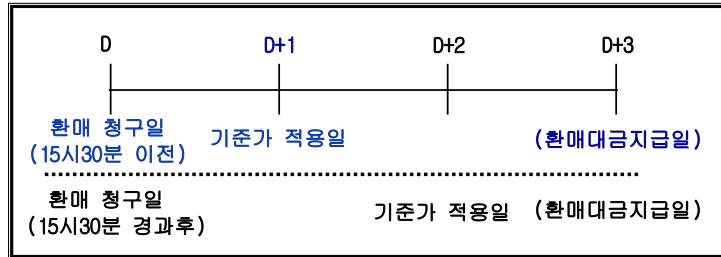 D D+1 D+2 D+3
환매 청구일 기준가 적용일 (환매대금지급일)
(15시30분 이전)
환매 청구일 기준가 적용일 (환매대금지급일)
(15시30분 경과후)